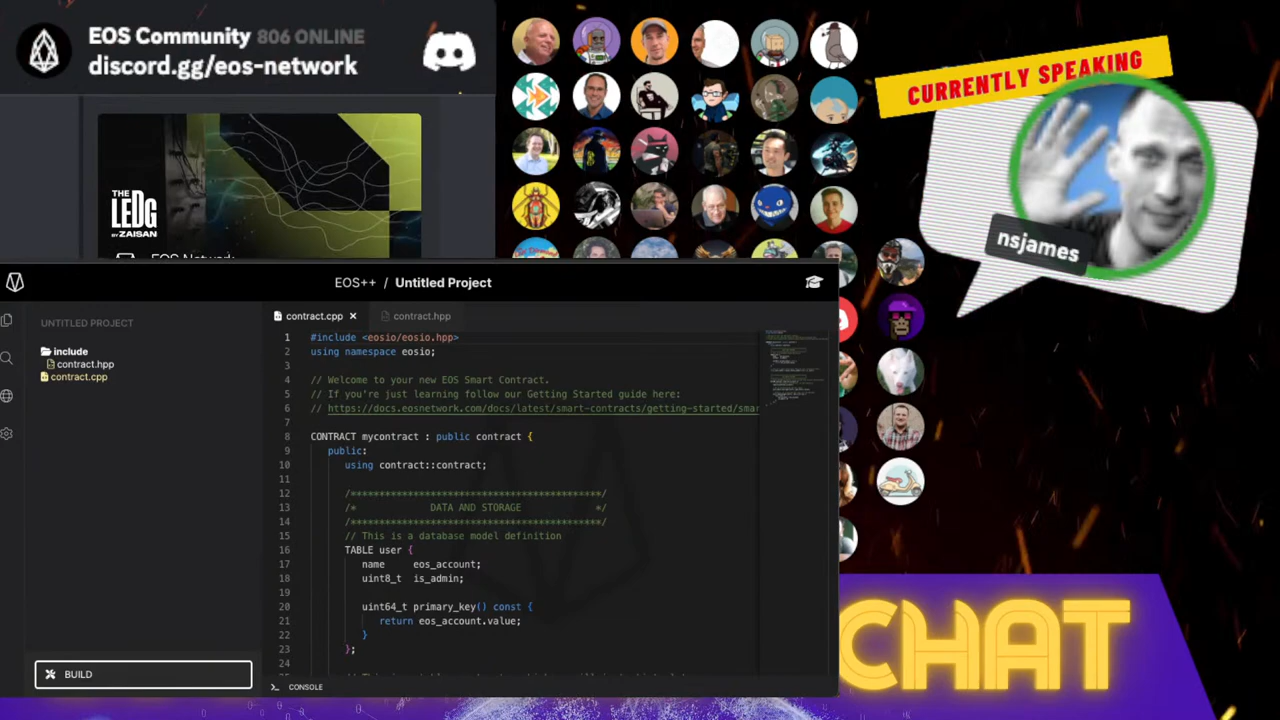 EOS Community 806 ONLINE
discord.gg/eos-network
THE
LEDG
BY ZAISAN
EOS Network
CURRENTLY SPEAKING
nsjames
EOS++ / Untitled Project
UNTITLED PROJECT
include
contract.hpp
contract.cpp
BUILD
contract.cpp contract.hpp
1 #include <eosio/eosio.hpp>
2 using namespace eosio;
3
4 // Welcome to your new EOS Smart Contract.
5 // If you're just learning follow our Getting Started guide here:
6 // https://docs.eosnetwork.com/docs/latest/smart-contracts/getting-started/smar
7
8 CONTRACT mycontract : public contract {
9 public:
10 using contract::contract;
11
12 /*******************************************/
13 /* DATA AND STORAGE */
14 /*******************************************/
15 // This is a database model definition
16 TABLE user {
17 name eos_account;
18 uint8_t is_admin;
19
20 uint64_t primary_key() const {
21 return eos_account.value;
22 }
23 };
24
CONSOLE
CHAT